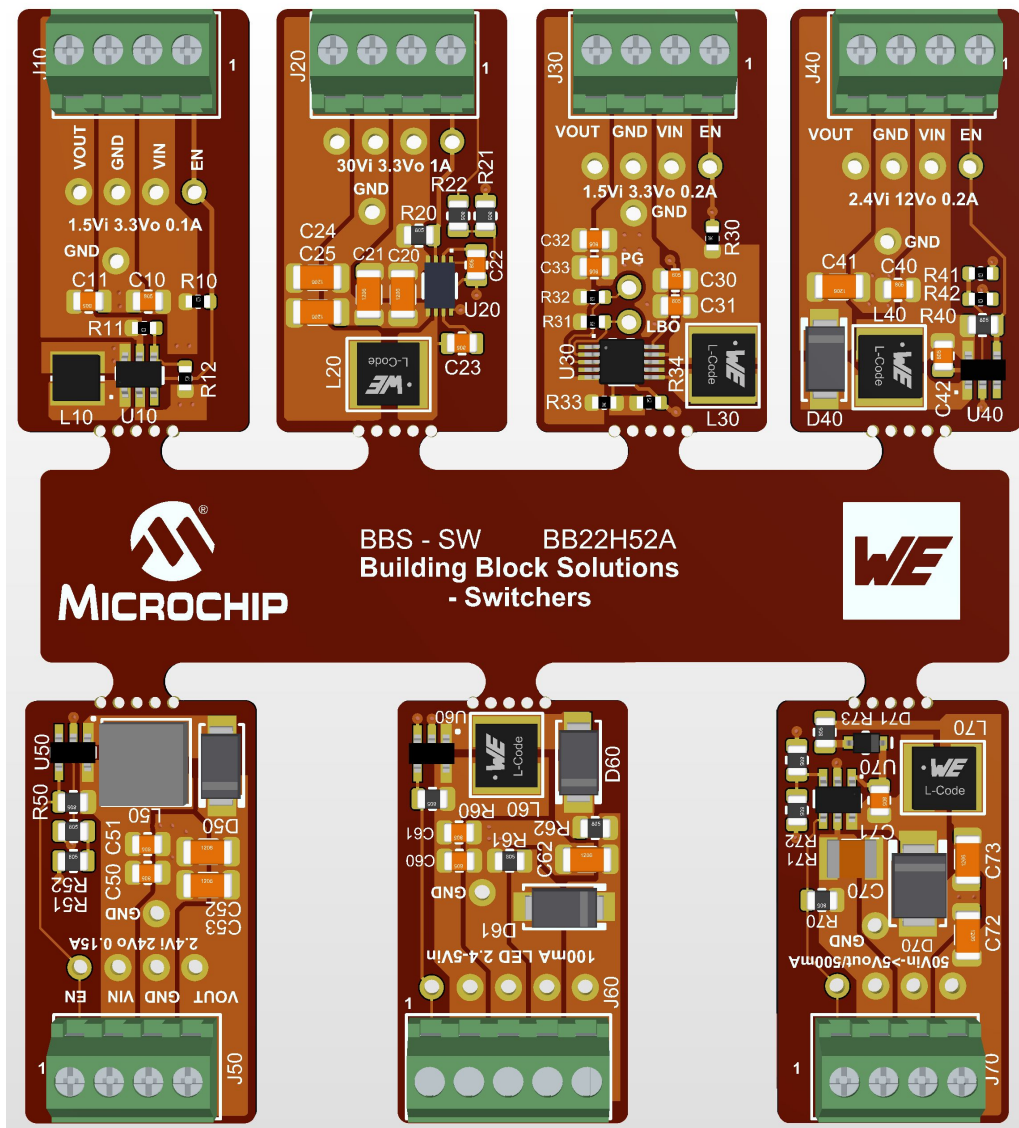 J10
1
VOUT
GND
VIN
EN
1.5Vi 3.3Vo 0.1A
GND
C11
C10
R10
R11
R12
L10
U10
J20
1
30Vi 3.3Vo 1A
GND
R22
R21
R20
C24
C25
C21
C20
C22
U20
C23
L20
WE
L-Code
J30
1
VOUT
GND
VIN
EN
1.5Vi 3.3Vo 0.2A
GND
R30
C32
C33
PG
R32
R31
LBO
C30
C31
U30
R34
R33
WE
L-Code
L30
J40
1
VOUT
GND
VIN
EN
2.4Vi 12Vo 0.2A
GND
C41
C40
R41
R42
R40
L40
WE
L-Code
C42
D40
U40
MICROCHIP
®
BBS - SW BB22H52A
Building Block Solutions
- Switchers
WE
U50
R50
L50
D50
C51
C50
R52
R51
C52
C53
GND
2.4Vi 24Vo 0.15A
EN
VIN
GND
VOUT
1
J50
U60
WE
L-Code
D60
L60
R60
C61
C60
R61
R62
C62
GND
D61
100mA LED 2.4-5Vin
1
J60
R73
D71
L70
U70
WE
L-Code
R72
R71
C71
C70
R70
C73
C72
D70
GND
50Vin->5Vout/500mA
1
J70